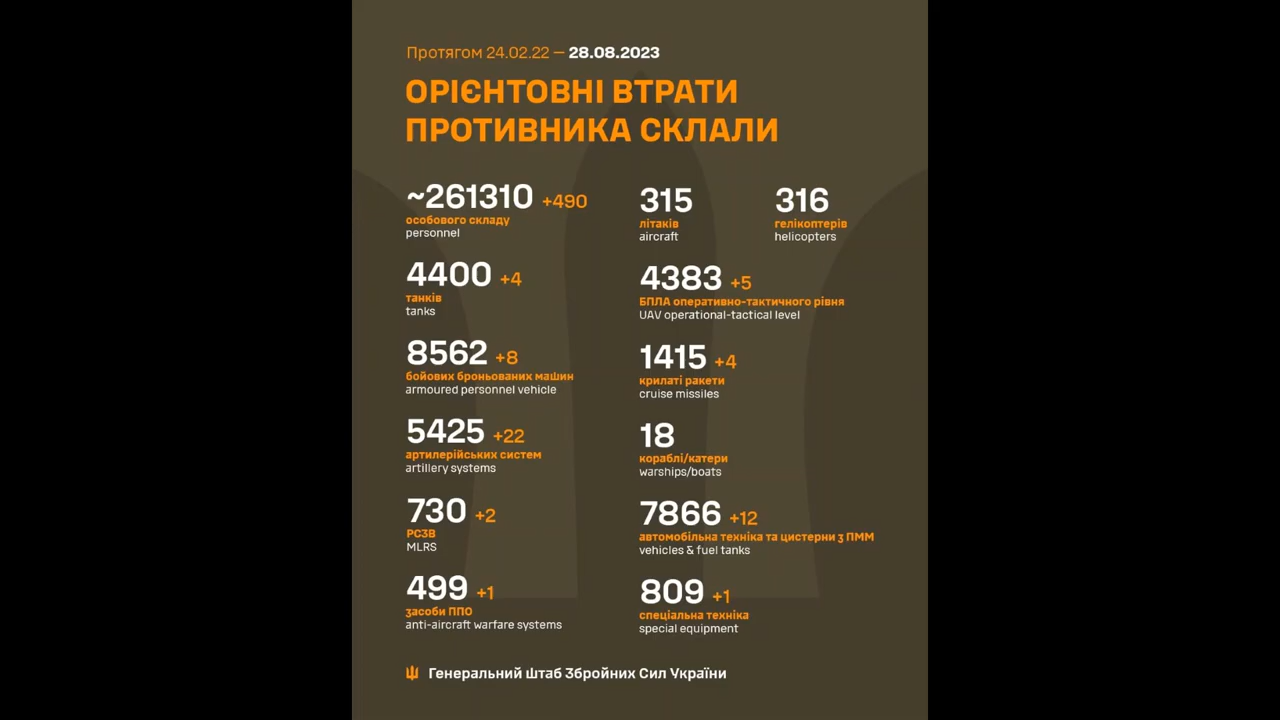 Протягом 24.02.22 — 28.08.2023
ОРІЄНТОВНІ ВТРАТИ
ПРОТИВНИКА СКЛАЛИ
~261310 +490
особового складу
personnel
315
літаків
aircraft
316
гелікоптерів
helicopters
4400 +4
танків
tanks
4383 +5
БПЛА оперативно-тактичного рівня
UAV operational-tactical level
8562 +8
бойових броньованих машин
armoured personnel vehicle
1415 +4
крилаті ракети
cruise missiles
5425 +22
артилерійських систем
artillery systems
18
кораблі/катери
warships/boats
730 +2
РСЗВ
MLRS
7866 +12
автомобільна техніка та цистерни з ПММ
vehicles & fuel tanks
499 +1
засоби ППО
anti-aircraft warfare systems
809 +1
спеціальна техніка
special equipment
Генеральний штаб Збройних Сил України